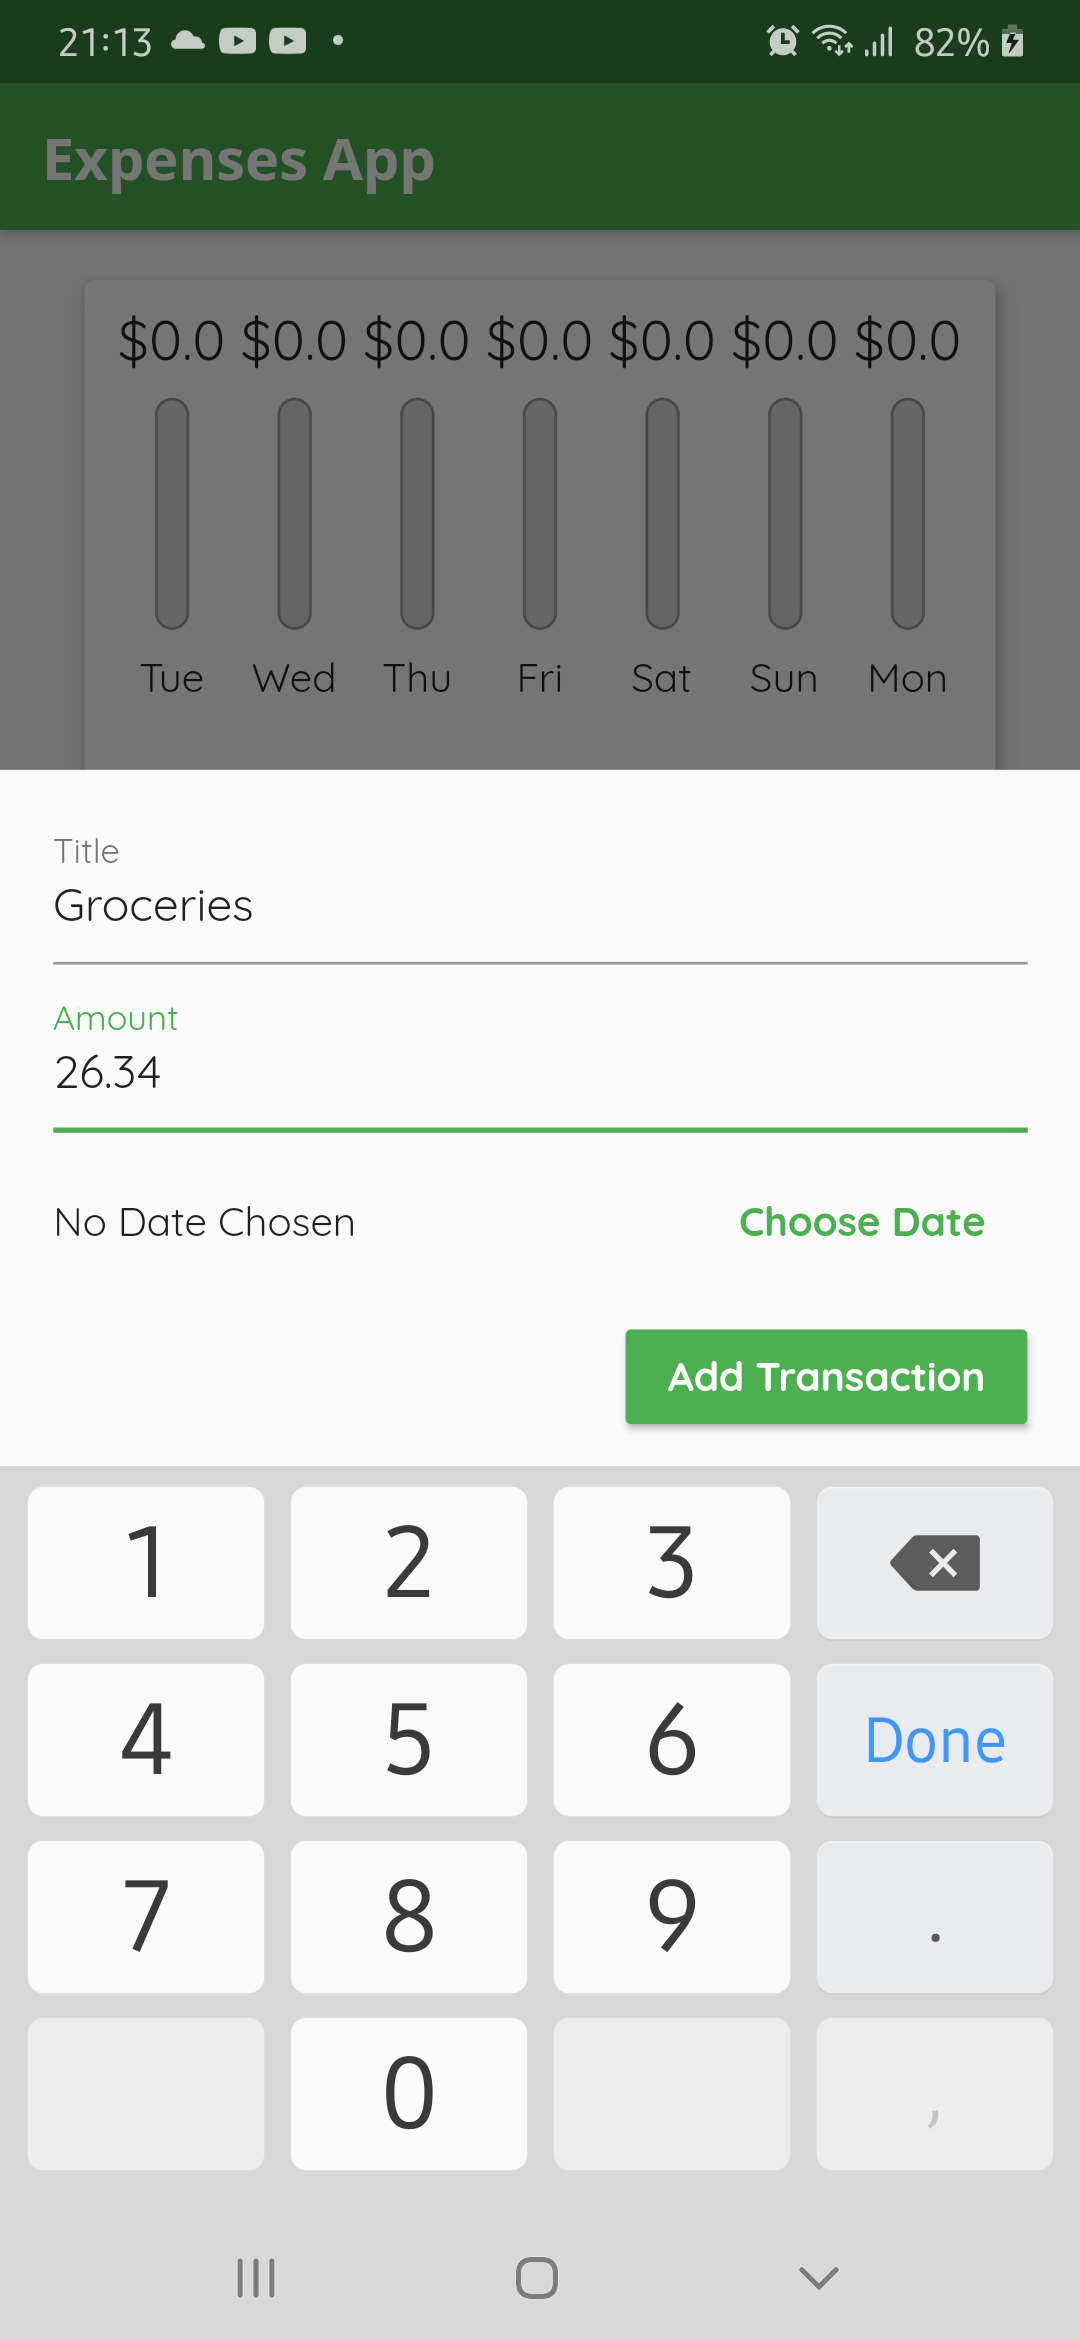 21:13 82%
Expenses App
$0.0 $0.0 $0.0 $0.0 $0.0 $0.0 $0.0
Tue Wed Thu Fri Sat Sun Mon
Title
Groceries
Amount
26.34
No Date Chosen Choose Date
Add Transaction
1 2 3
4 5 6 Done
7 8 9 .
0 ,